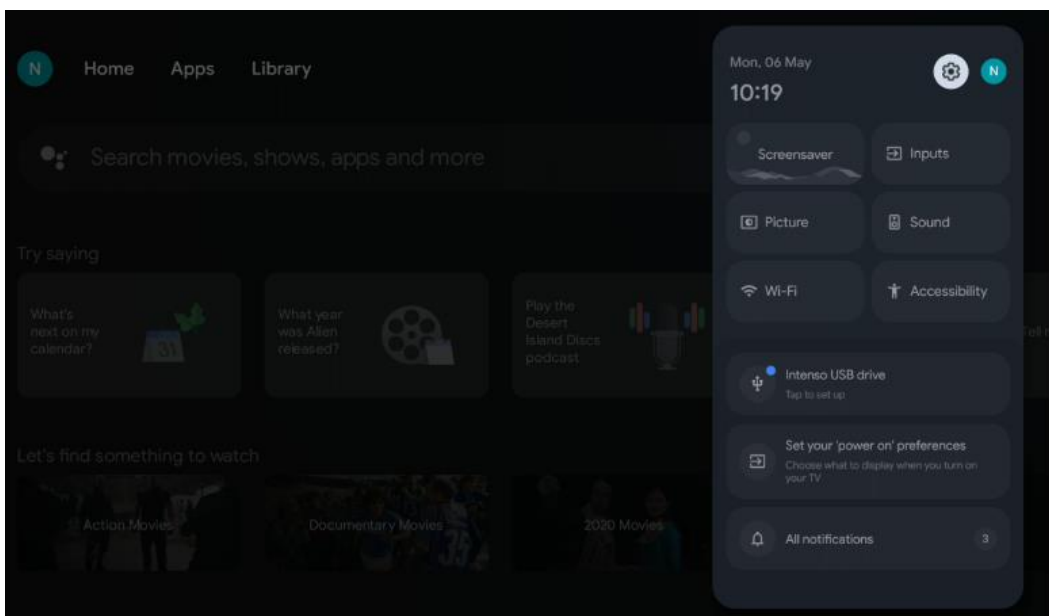 N
Home
Apps
Library
Search movies, shows, apps and more
Try saying
What's
next on my
calendar?
31
What year
was Alien
released?
Play the
Desert
Island Discs
podcast
Tell
Let's find something to watch
Action Movies
Documentary Movies
35
2020 Movies
Mon, 06 May
10:19
N
Screensaver
Inputs
Picture
Sound
Wi-Fi
Accessibility
Intenso USB drive
Tap to set up
Set your 'power on' preferences
Choose what to display when you turn on
your TV
All notifications
3